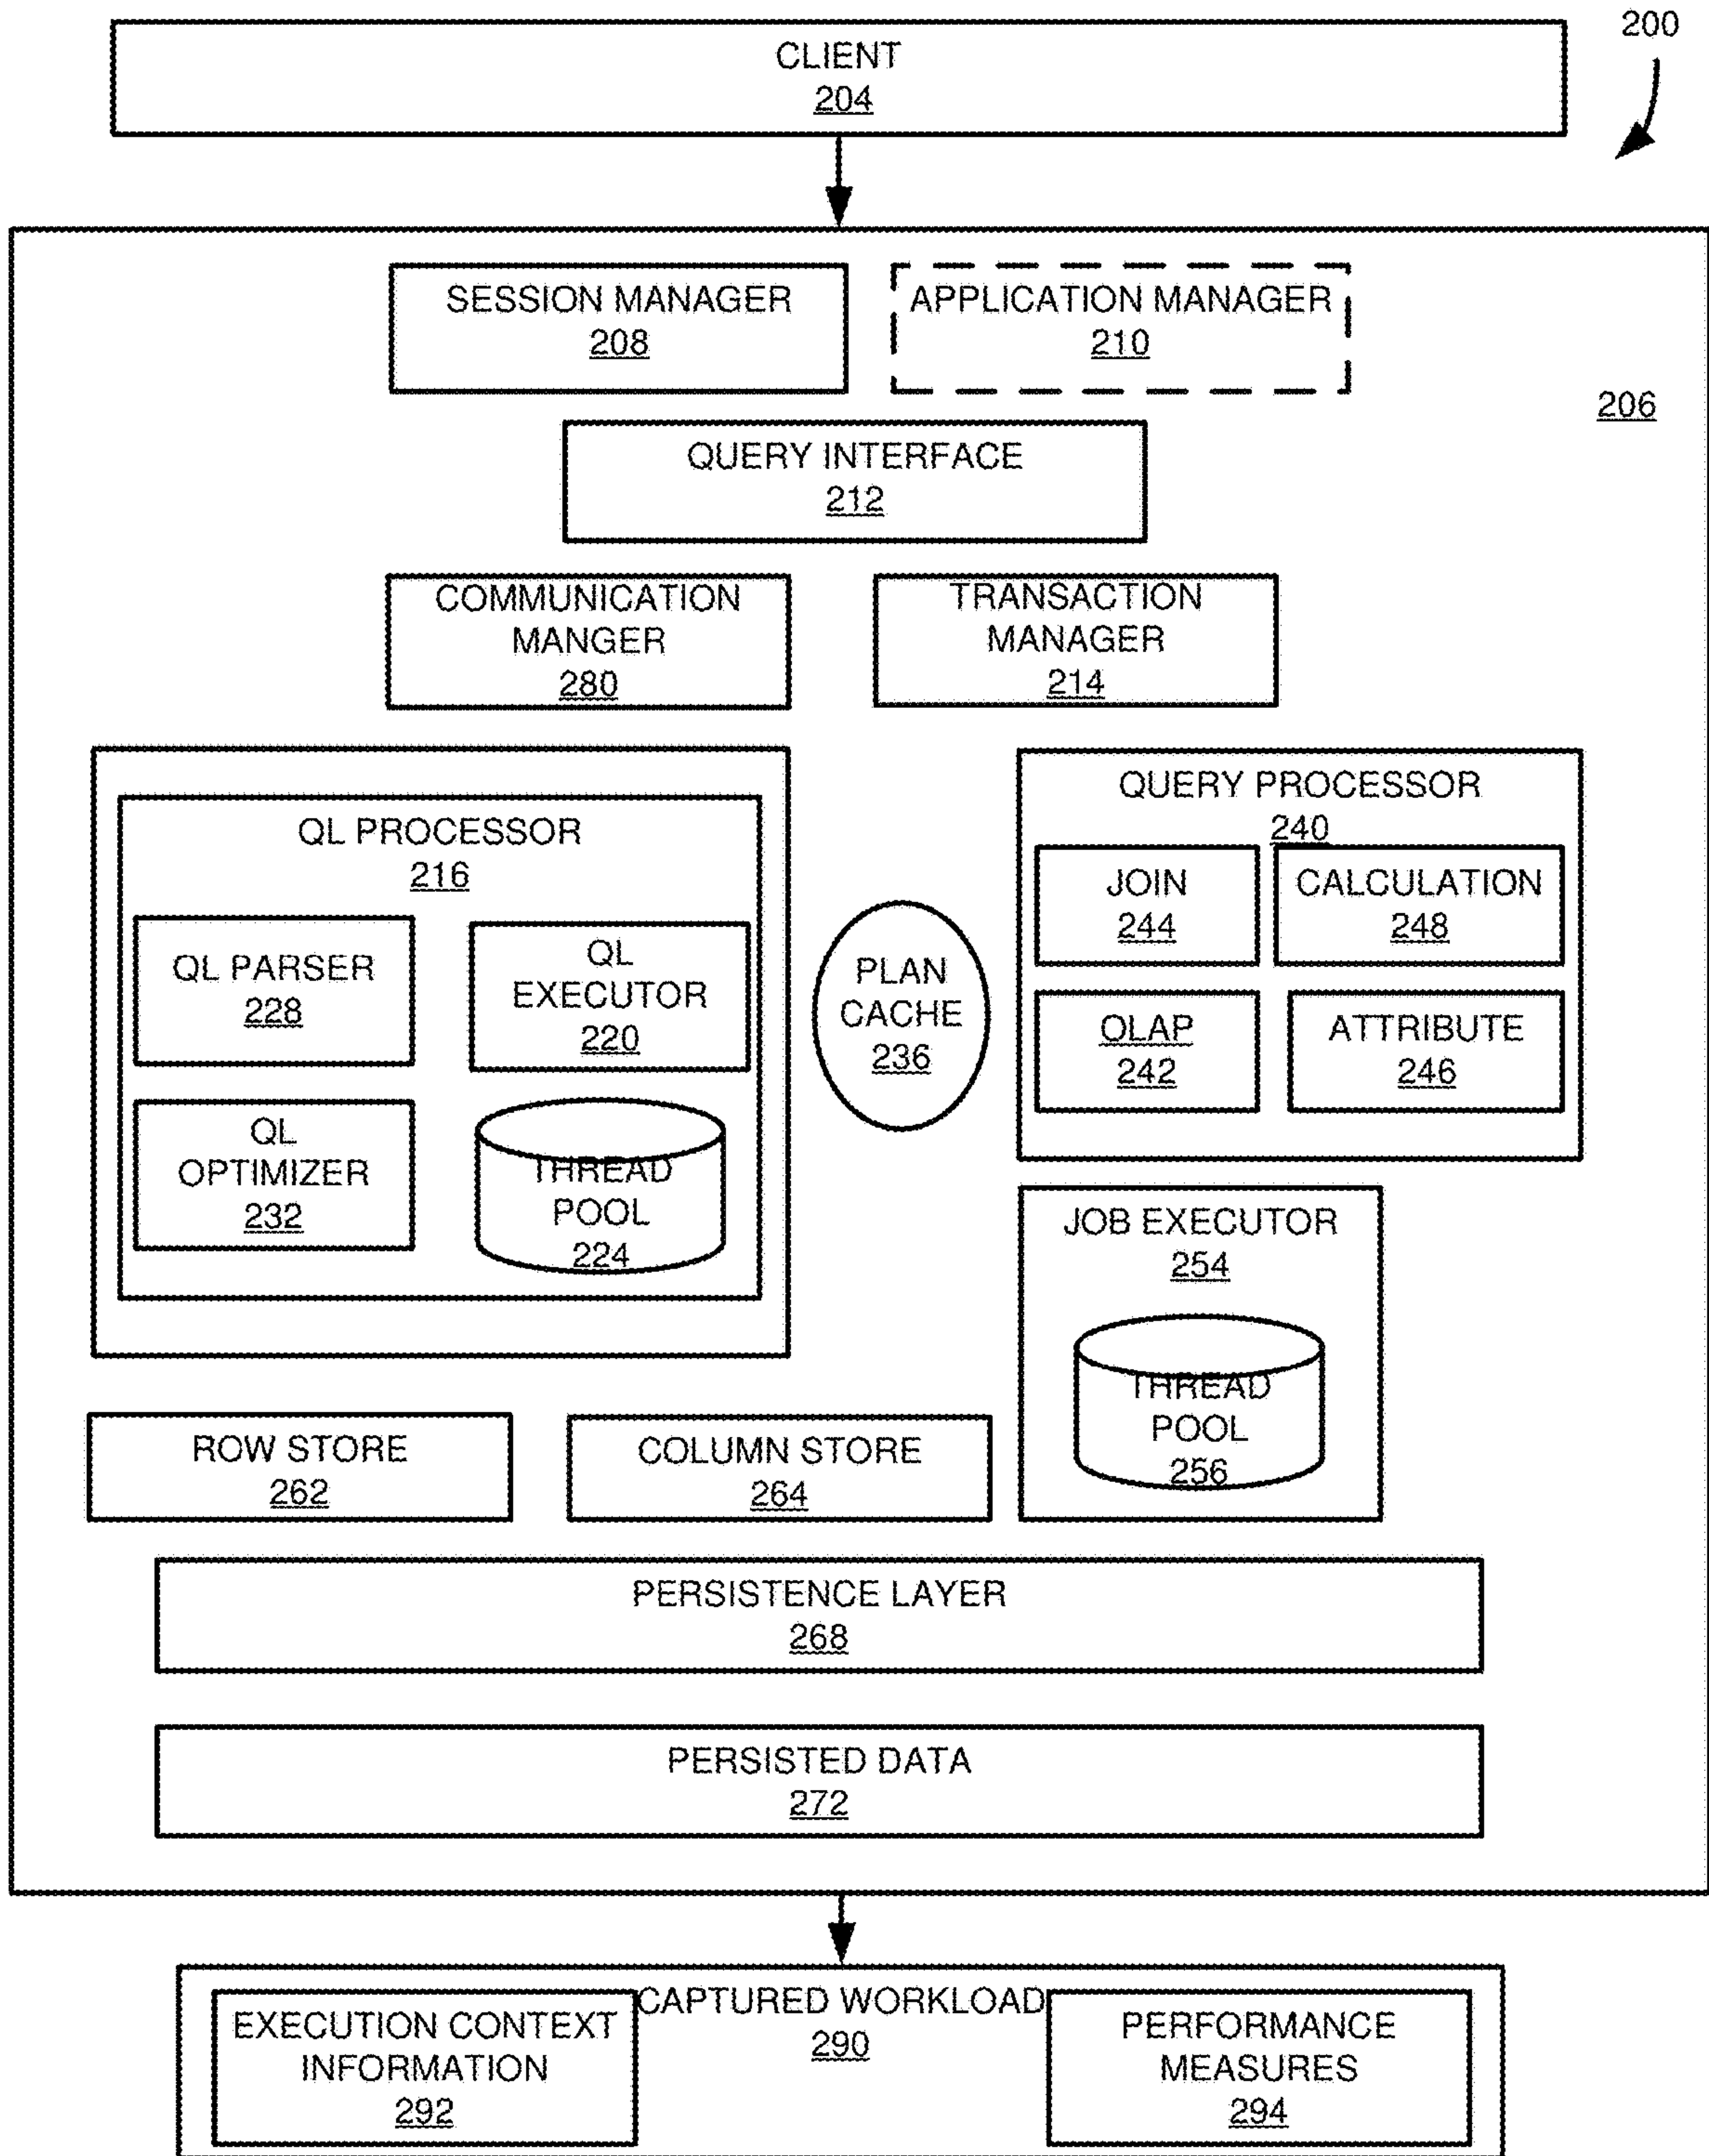 200
CLIENT
204
SESSION MANAGER
208
APPLICATION MANAGER
210
206
QUERY INTERFACE
212
COMMUNICATION
MANGER
280
TRANSACTION
MANAGER
214
QL PROCESSOR
216
QL PARSER
228
QL
EXECUTOR
220
QL
OPTIMIZER
232
THREAD
POOL
224
PLAN
CACHE
236
QUERY PROCESSOR
240
JOIN
244
CALCULATION
248
OLAP
242
ATTRIBUTE
246
JOB EXECUTOR
254
THREAD
POOL
256
ROW STORE
262
COLUMN STORE
264
PERSISTENCE LAYER
268
PERSISTED DATA
272
CAPTURED WORKLOAD
290
EXECUTION CONTEXT
INFORMATION
292
PERFORMANCE
MEASURES
294